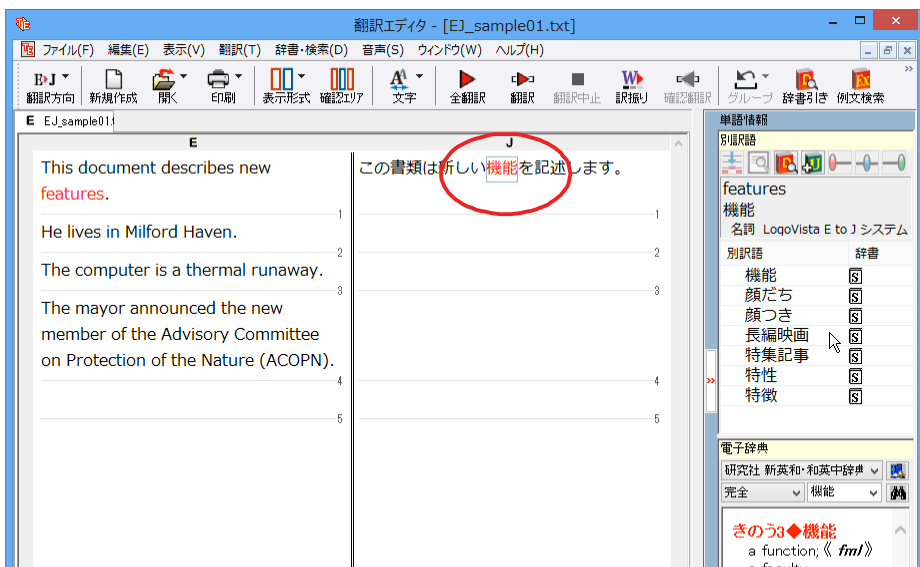 翻訳エディタ - [EJ_sample01.txt]
ファイル(F) 編集(E) 表示(V) 翻訳(T) 辞書・検索(D) 音声(S) ウィンドウ(W) ヘルプ(H)
翻訳方向 新規作成 開く 印刷 表示形式 確認エリア 文字 全翻訳 翻訳 翻訳中止 訳振り 確認翻訳 グループ 辞書引き 例文検索
E EJ_sample01.
E J
This document describes new
features.
この書類は新しい機能を記述します。
1 1
He lives in Milford Haven.
2 2
The computer is a thermal runaway.
3 3
The mayor announced the new
member of the Advisory Committee
on Protection of the Nature (ACOPN).
4 4
5 5
単語情報
別訳語
features
機能
名詞 LogoVista E to J システム
別訳語 辞書
機能 S
顔だち S
顔つき S
長編映画 S
特集記事 S
特性 S
特徴 S
電子辞典
研究社 新英和・和英中辞典
完全 機能
きのう3◆機能
a function;《 fml》
a faculty